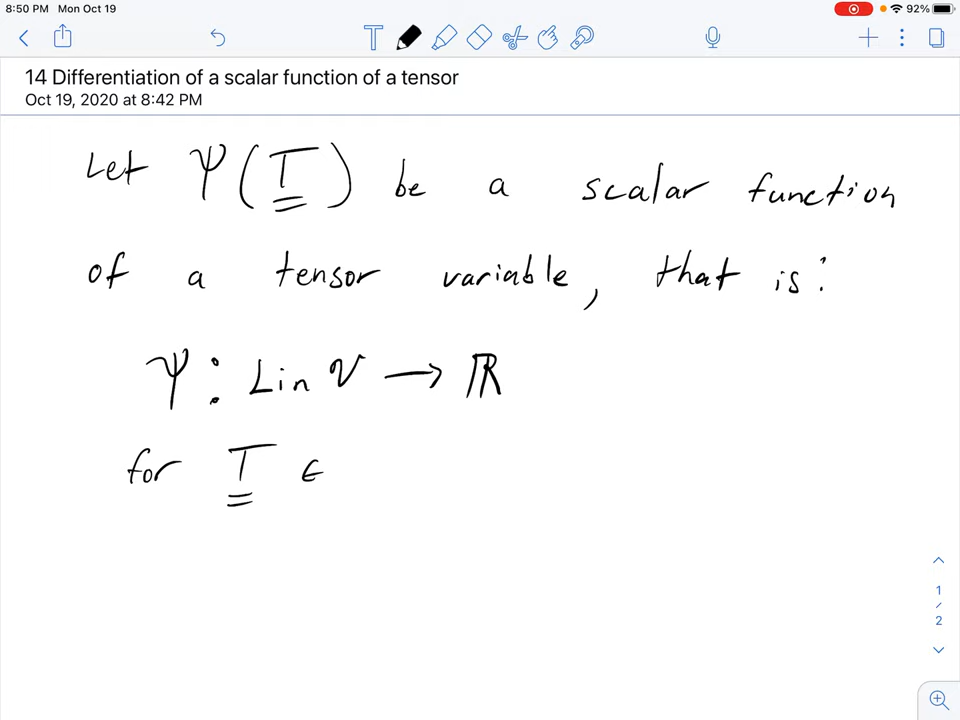 8:50 PM Mon Oct 19 92%
T
14 Differentiation of a scalar function of a tensor
Oct 19, 2020 at 8:42 PM
Let Ψ(T) be a scalar function
of a tensor variable, that is:
Ψ: Lin V → ℝ
for T ∈
1
/
2